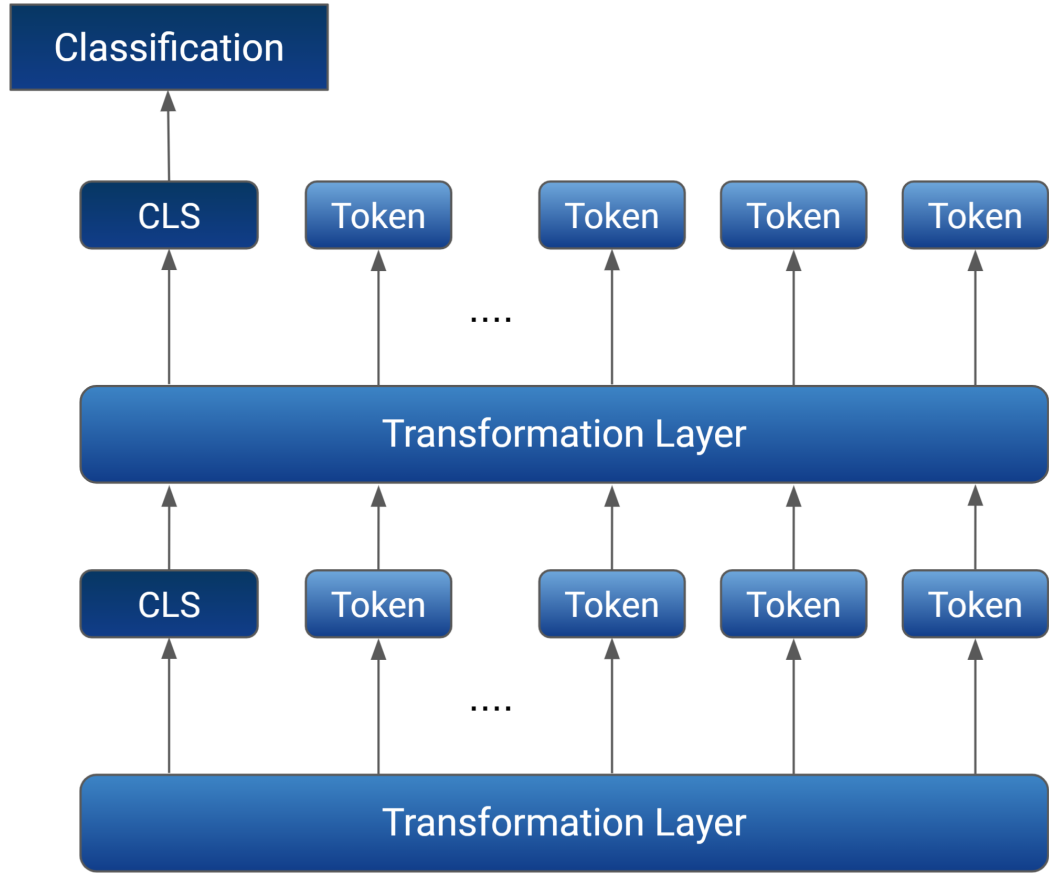 Classification
CLS Token Token Token Token
....
Transformation Layer
CLS Token Token Token Token
....
Transformation Layer